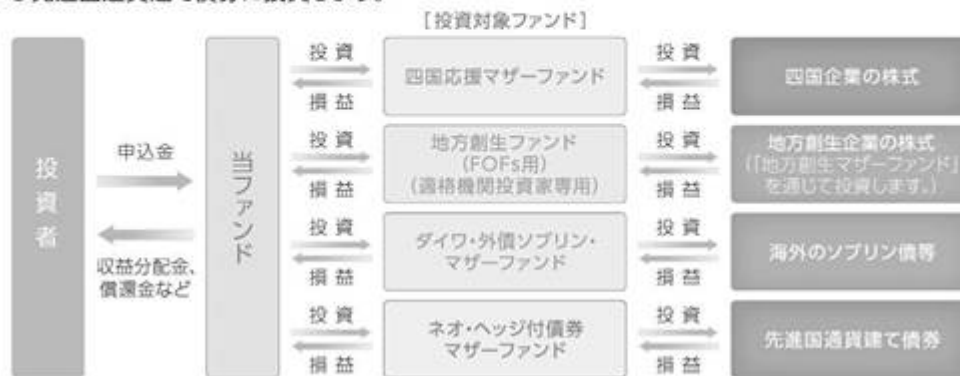 [投資対象ファンド]
投資者
申込金
収益分配金、
償還金など
当ファンド
投資
損益
四国応援マザーファンド
投資
損益
四国企業の株式
投資
損益
地方創生ファンド
(FOFs用)
(適格機関投資家専用)
投資
損益
地方創生企業の株式
(「地方創生マザーファンド」
を通じて投資します。)
投資
損益
ダイワ・外債ソブリン・
マザーファンド
投資
損益
海外のソブリン債等
投資
損益
ネオ・ヘッジ付債券
マザーファンド
投資
損益
先進国通貨建て債券